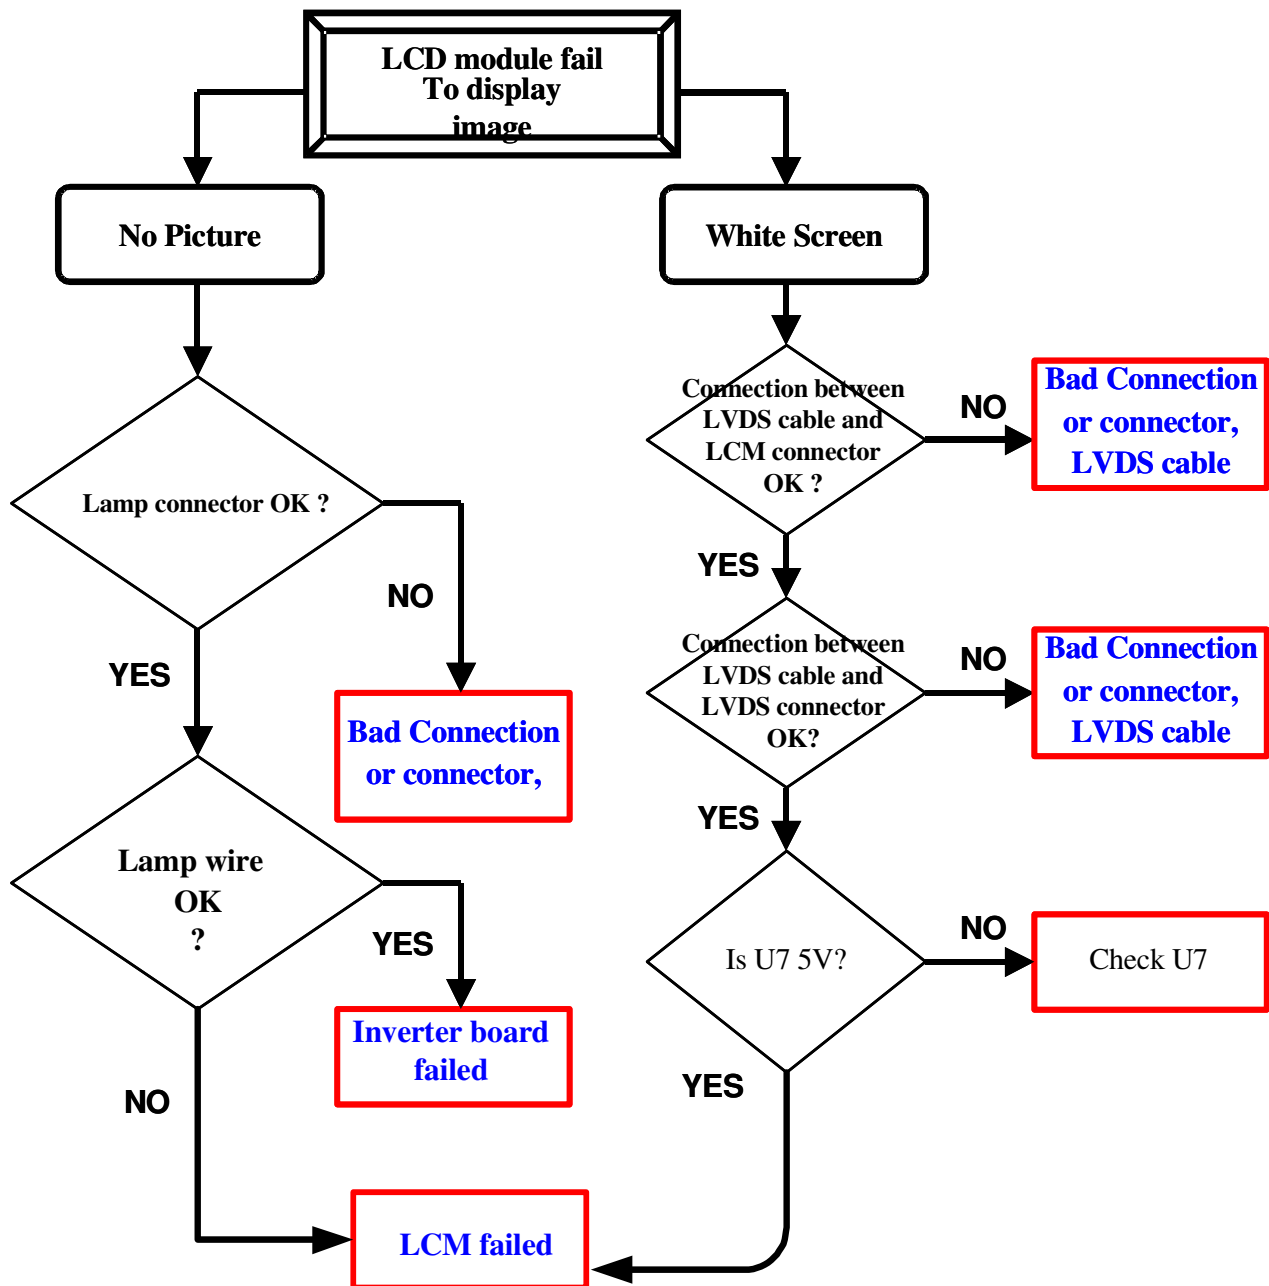 LCD module fail
To display
image
No Picture
White Screen
Connection between
LVDS cable and
LCM connector
OK ?
NO
Bad Connection
or connector,
LVDS cable
Lamp connector OK ?
YES
NO
Connection between
LVDS cable and
LVDS connector
OK?
NO
Bad Connection
or connector,
LVDS cable
YES
Bad Connection
or connector,
YES
Lamp wire
OK
?
YES
Is U7 5V?
NO
Check U7
Inverter board
failed
NO
YES
LCM failed